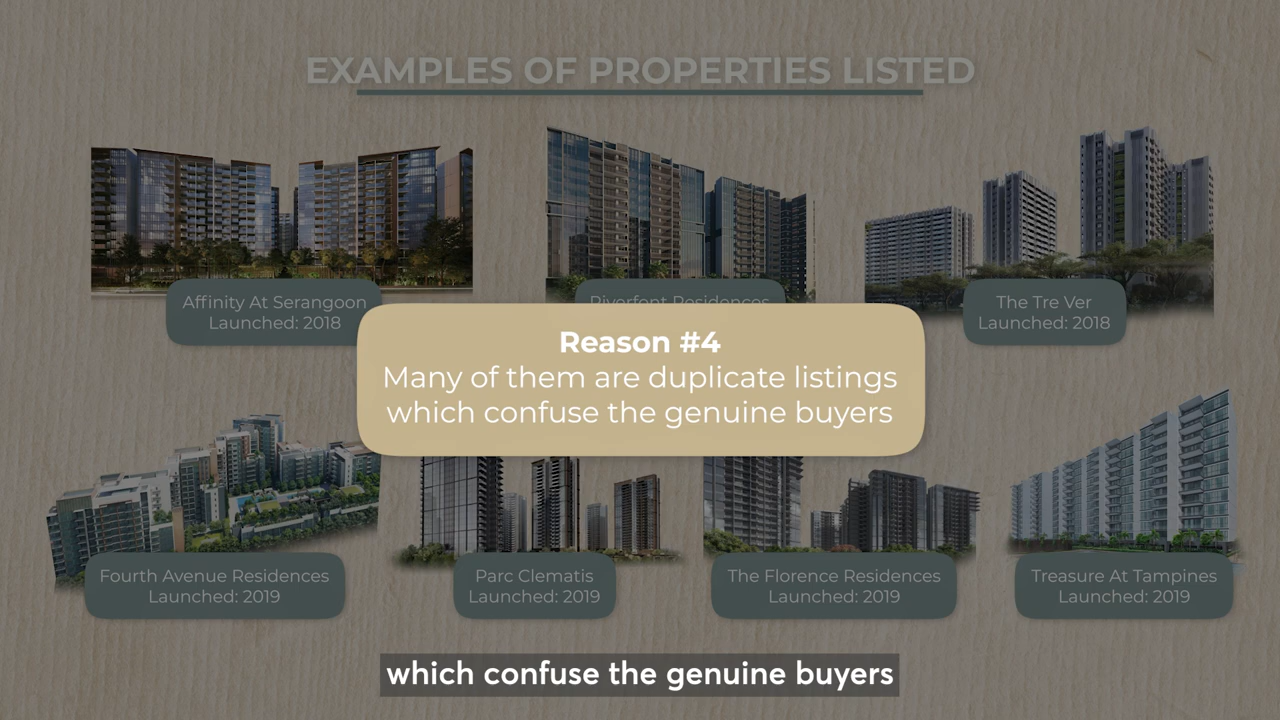 EXAMPLES OF PROPERTIES LISTED
Affinity At Serangoon
Launched: 2018
Riverfont Residences
The Tre Ver
Launched: 2018
Reason #4
Many of them are duplicate listings
which confuse the genuine buyers
Fourth Avenue Residences
Launched: 2019
Parc Clematis
Launched: 2019
The Florence Residences
Launched: 2019
Treasure At Tampines
Launched: 2019
which confuse the genuine buyers